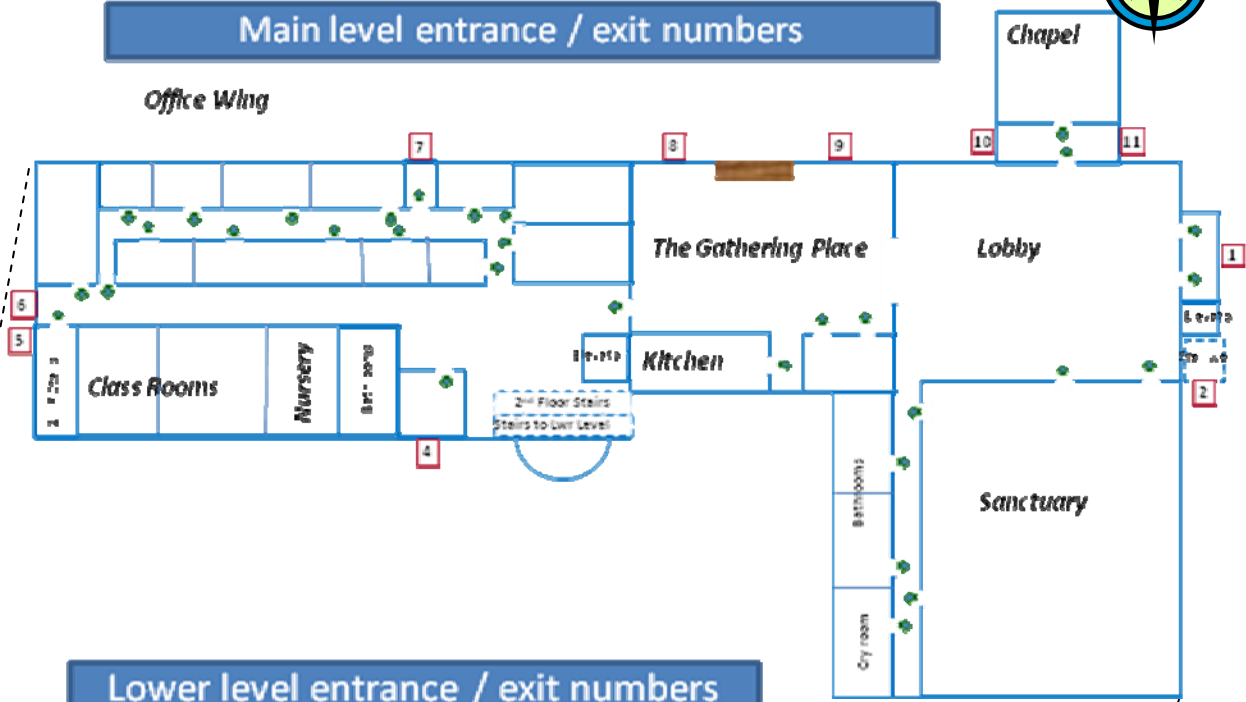 Main level entrance / exit numbers
Chapel
Office Wing
7
8
9
10
11
The Gathering Place
Lobby
1
6
5
Class Rooms
Nursery
Kitchen
2
2nd Floor Stairs
Stairs to Lwr Level
4
Bathrooms
Sanctuary
Cry room
Lower level entrance / exit numbers